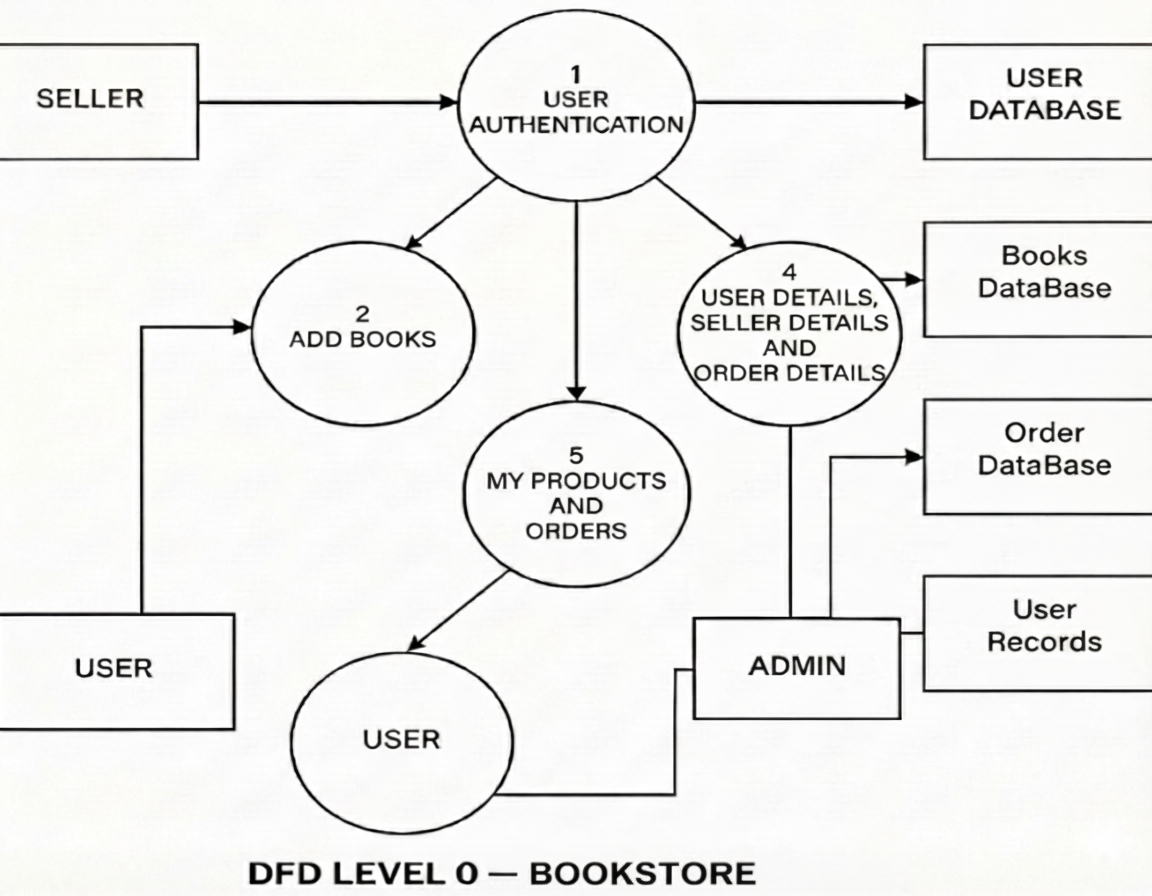 SELLER
1
USER
AUTHENTICATION
USER
DATABASE
2
ADD BOOKS
4
USER DETAILS,
SELLER DETAILS
AND
ORDER DETAILS
Books
DataBase
5
MY PRODUCTS
AND
ORDERS
Order
DataBase
USER
USER
ADMIN
User
Records
DFD LEVEL 0 — BOOKSTORE